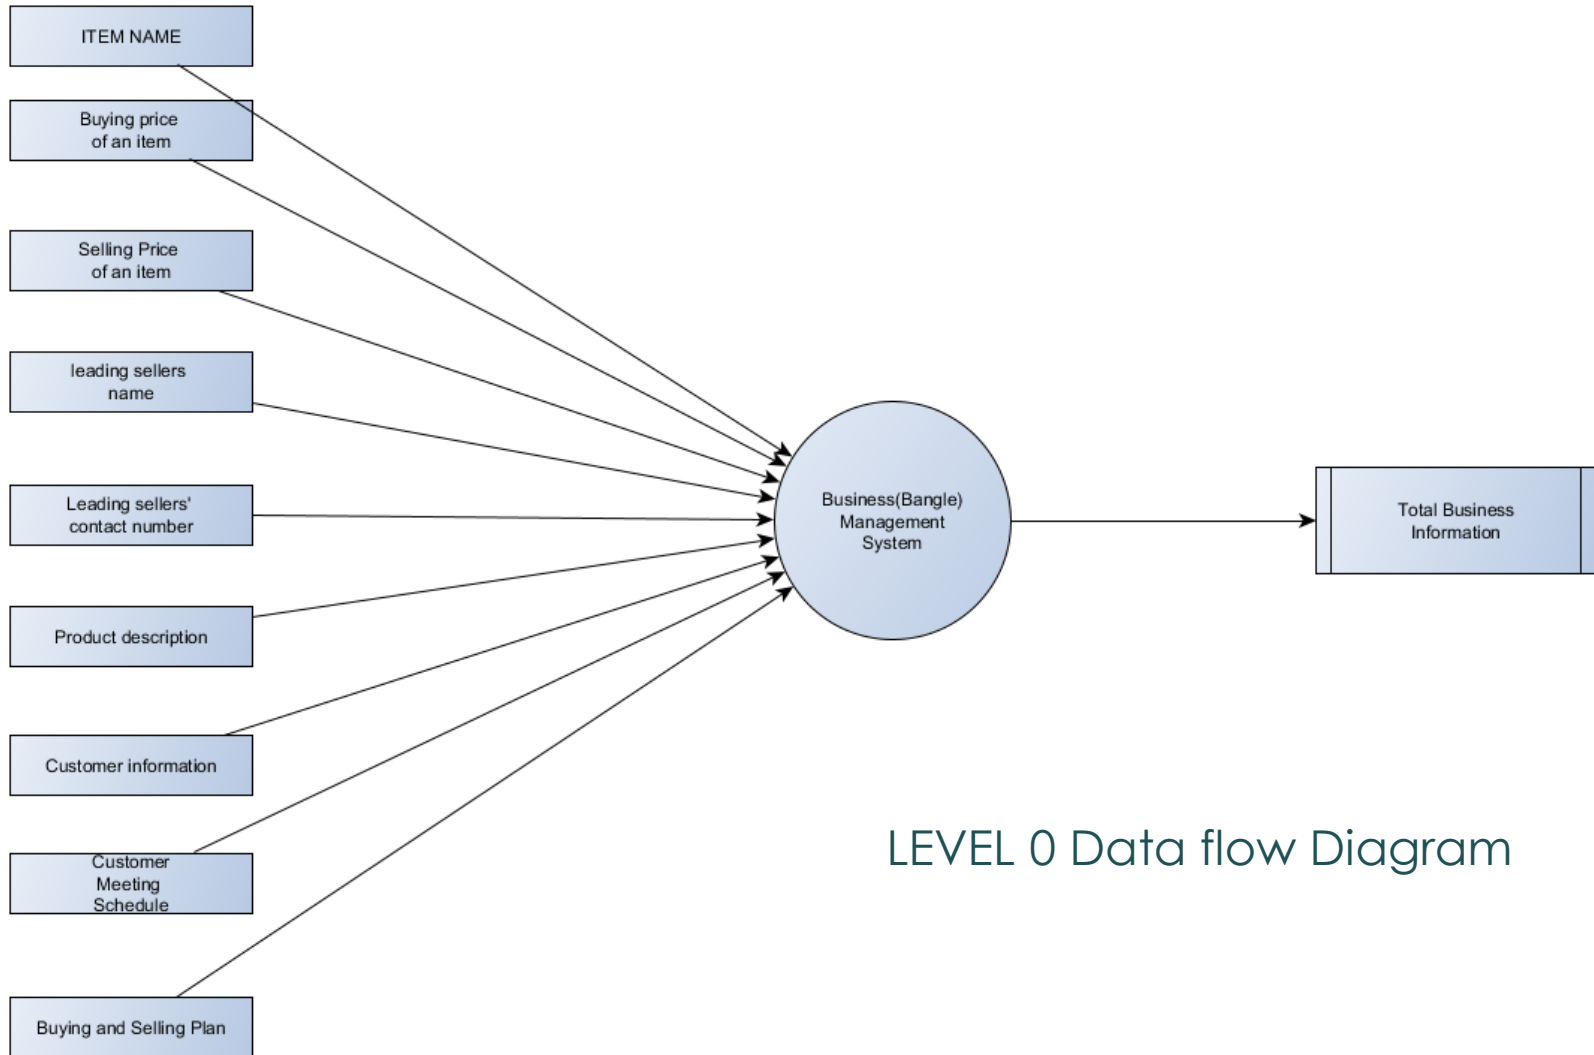 ITEM NAME
Buying price
of an item
Selling Price
of an item
leading sellers
name
Leading sellers'
contact number
Product description
Customer information
Customer
Meeting
Schedule
Buying and Selling Plan
Business(Bangle)
Management
System
Total Business
Information
LEVEL 0 Data flow Diagram